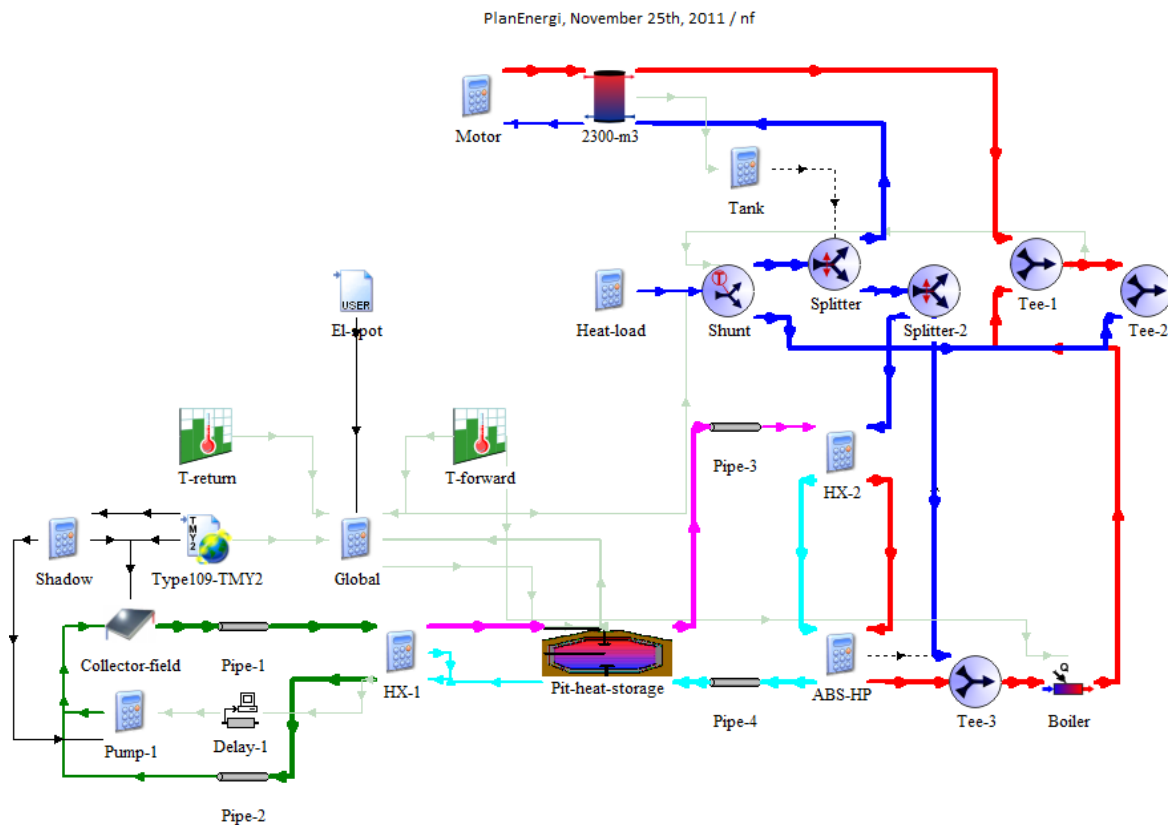 PlanEnergi, November 25th, 2011 / nf
Motor
2300-m3
Tank
Heat-load
Shunt
T
Splitter
Splitter-2
Tee-1
Tee-2
USER
El-spot
T-return
T-forward
Pipe-3
HX-2
Shadow
TMY2
Type109-TMY2
Global
Collector-field
Pipe-1
HX-1
Pit-heat-storage
Pipe-4
ABS-HP
Tee-3
Q
Boiler
Pump-1
Delay-1
Pipe-2